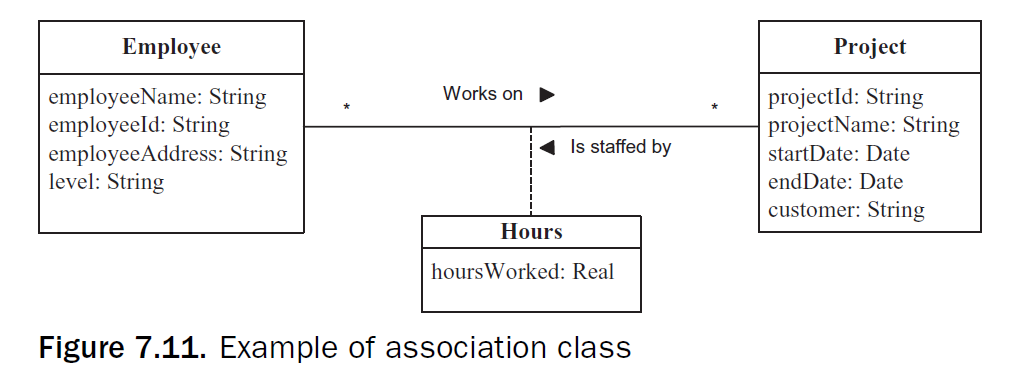 Employee
employeeName: String
employeeId: String
employeeAddress: String
level: String
*
Works on
*
Is staffed by
Project
projectId: String
projectName: String
startDate: Date
endDate: Date
customer: String
Hours
hoursWorked: Real
Figure 7.11. Example of association class